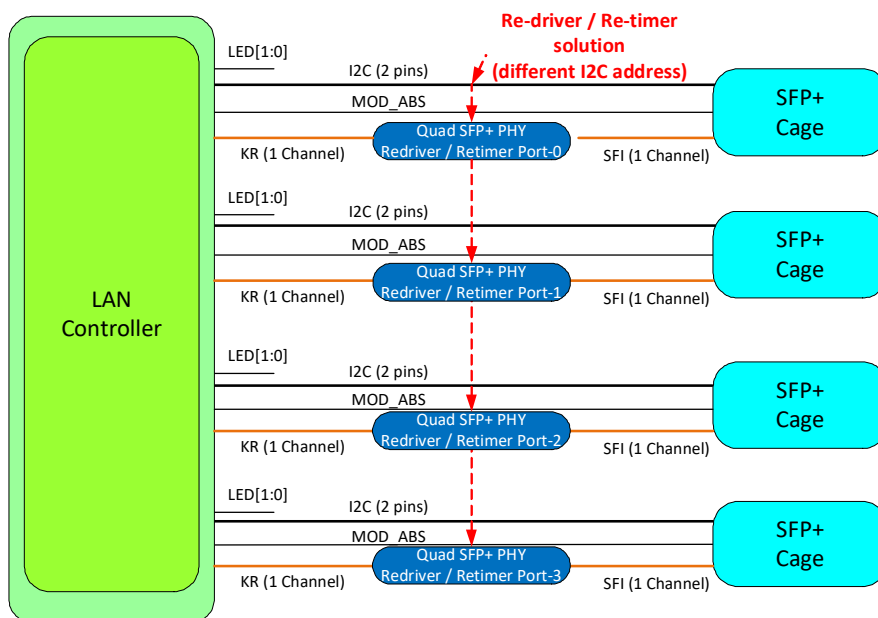 Re-driver / Re-timer
solution
(different I2C address)
LED[1:0]
I2C (2 pins)
MOD_ABS
Quad SFP+ PHY
Redriver / Retimer Port-0
KR (1 Channel)
SFI (1 Channel)
SFP+
Cage
LED[1:0]
I2C (2 pins)
MOD_ABS
Quad SFP+ PHY
Redriver / Retimer Port-1
KR (1 Channel)
SFI (1 Channel)
SFP+
Cage
LAN
Controller
LED[1:0]
I2C (2 pins)
MOD_ABS
Quad SFP+ PHY
Redriver / Retimer Port-2
KR (1 Channel)
SFI (1 Channel)
SFP+
Cage
LED[1:0]
I2C (2 pins)
MOD_ABS
Quad SFP+ PHY
Redriver / Retimer Port-3
KR (1 Channel)
SFI (1 Channel)
SFP+
Cage